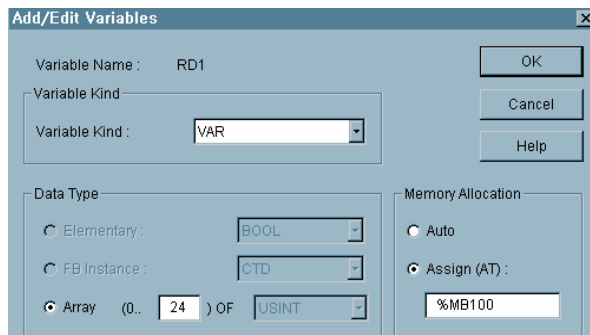 Add/Edit Variables
Variable Name : RD1
OK
Variable Kind
Cancel
Variable Kind : VAR
Help
Data Type
Memory Allocation
Elementary : BOOL
Auto
FB Instance : CTD
Assign (AT) :
Array (0.. 24 ) OF USINT
%MB100